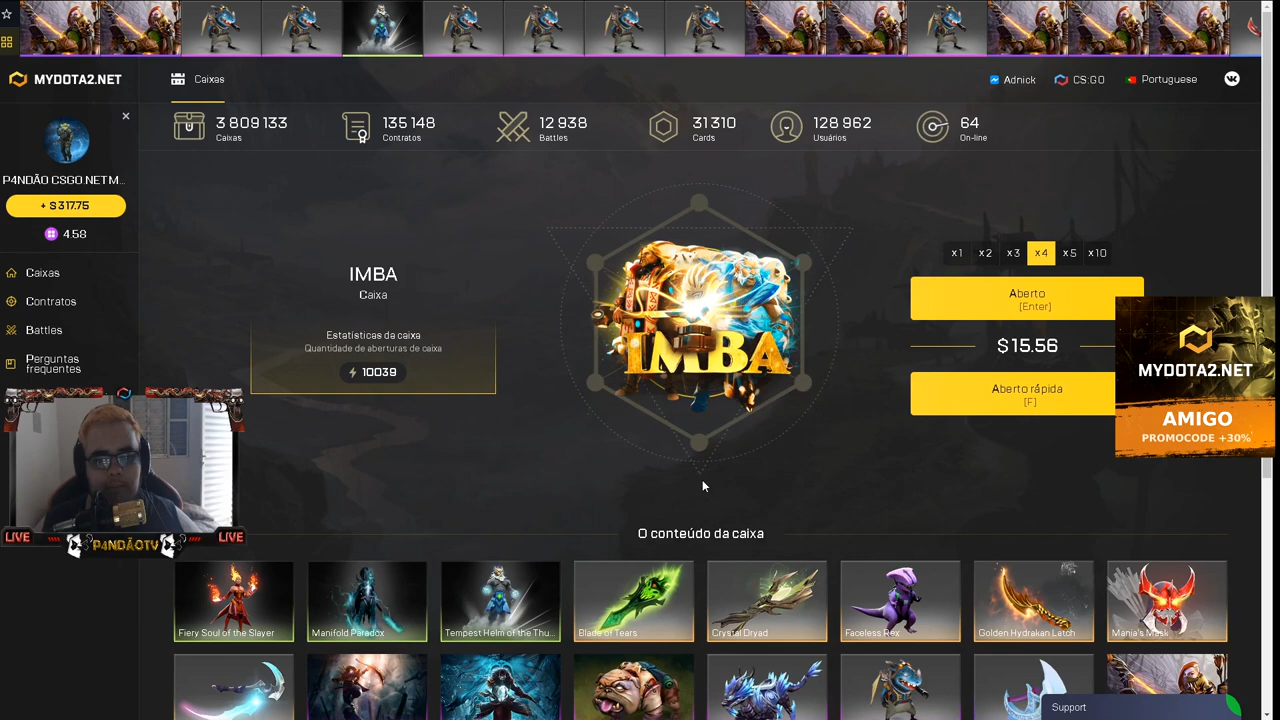 MYDOTA2.NET
Caixas
Adnick
CS:GO
Portuguese
3 809 133
Caixas
135 148
Contratos
12 938
Battles
31 310
Cards
128 962
Usuários
64
On-line
P4NDÃO CSGO.NET M...
+ $ 317.75
4.58
Caixas
Contratos
Battles
Perguntas
frequentes
IMBA
Caixa
Estatísticas da caixa
Quantidade de aberturas de caixa
10039
IMBA
x1 x2 x3 x4 x5 x10
Aberto
[Enter]
$15.56
Aberto rápida
[F]
MYDOTA2.NET
AMIGO
PROMOCODE +30%
LIVE
P4NDÃOTV
LIVE
O conteúdo da caixa
Fiery Soul of the Slayer
Manifold Paradox
Tempest Helm of the Thu...
Blade of Tears
Crystal Dryad
Faceless Rex
Golden Hydrakan Latch
Mania's Mask
Support